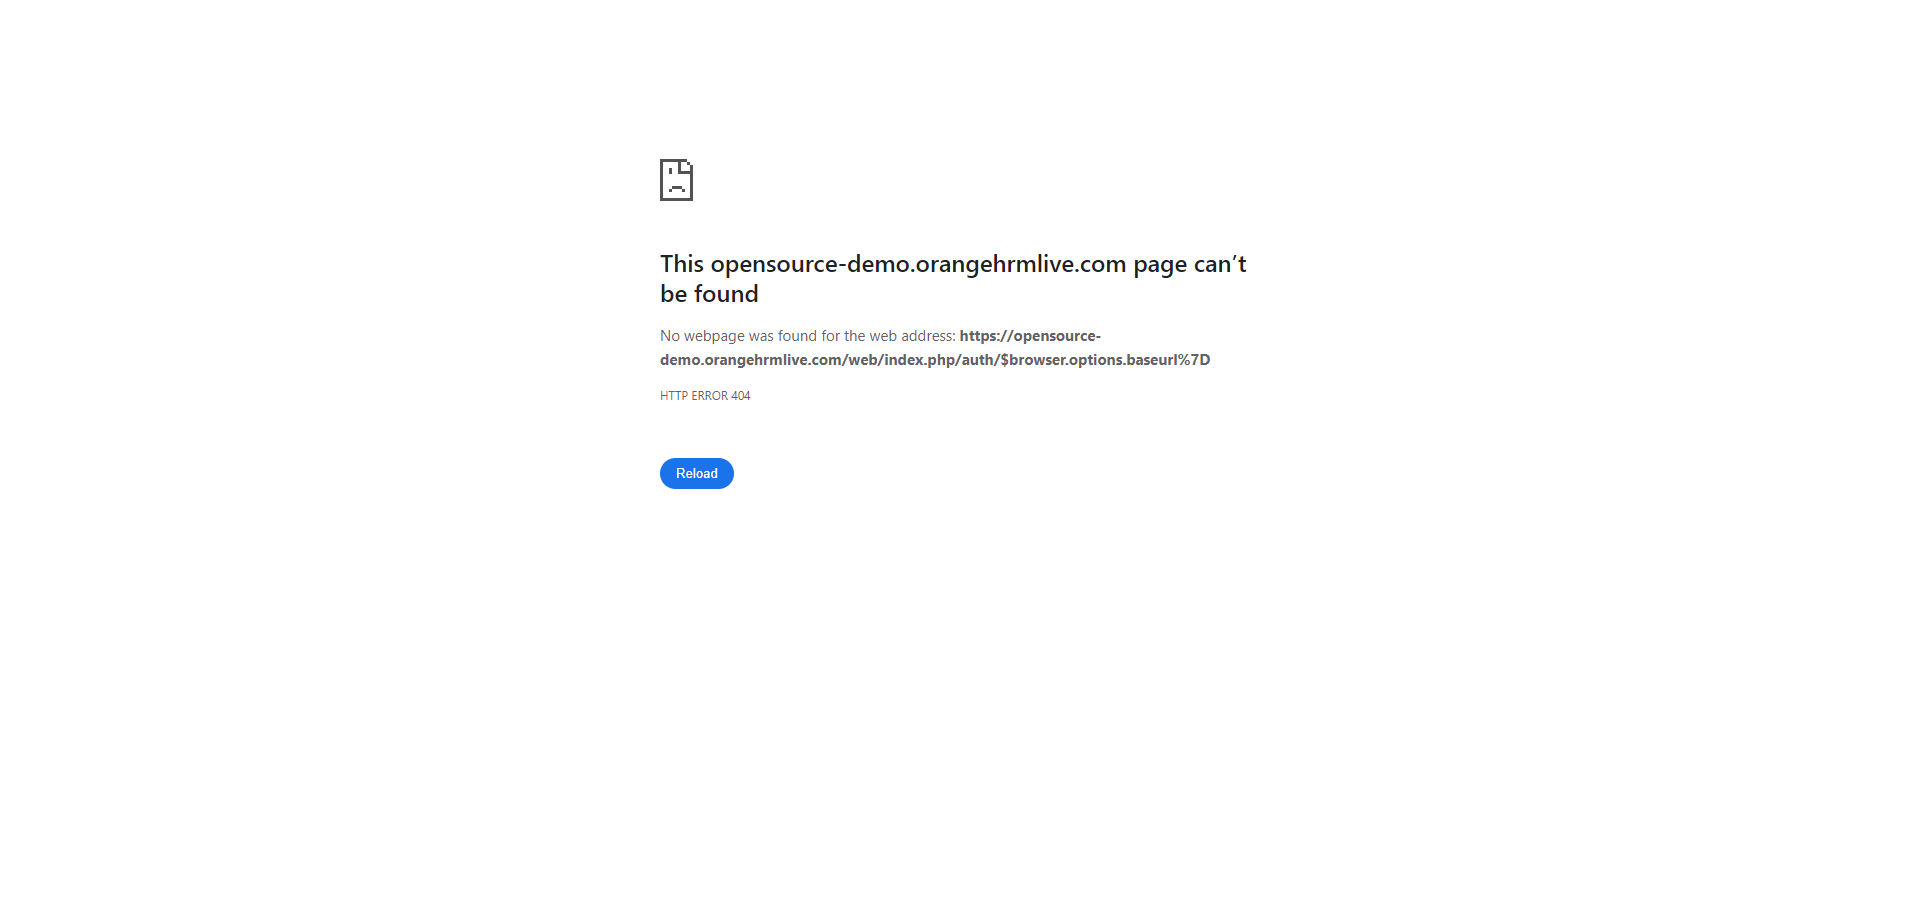 This opensource-demo.orangehrmlive.com page can’t
be found
No webpage was found for the web address: https://opensource-
demo.orangehrmlive.com/web/index.php/auth/$browser.options.baseurl%7D
HTTP ERROR 404
Reload